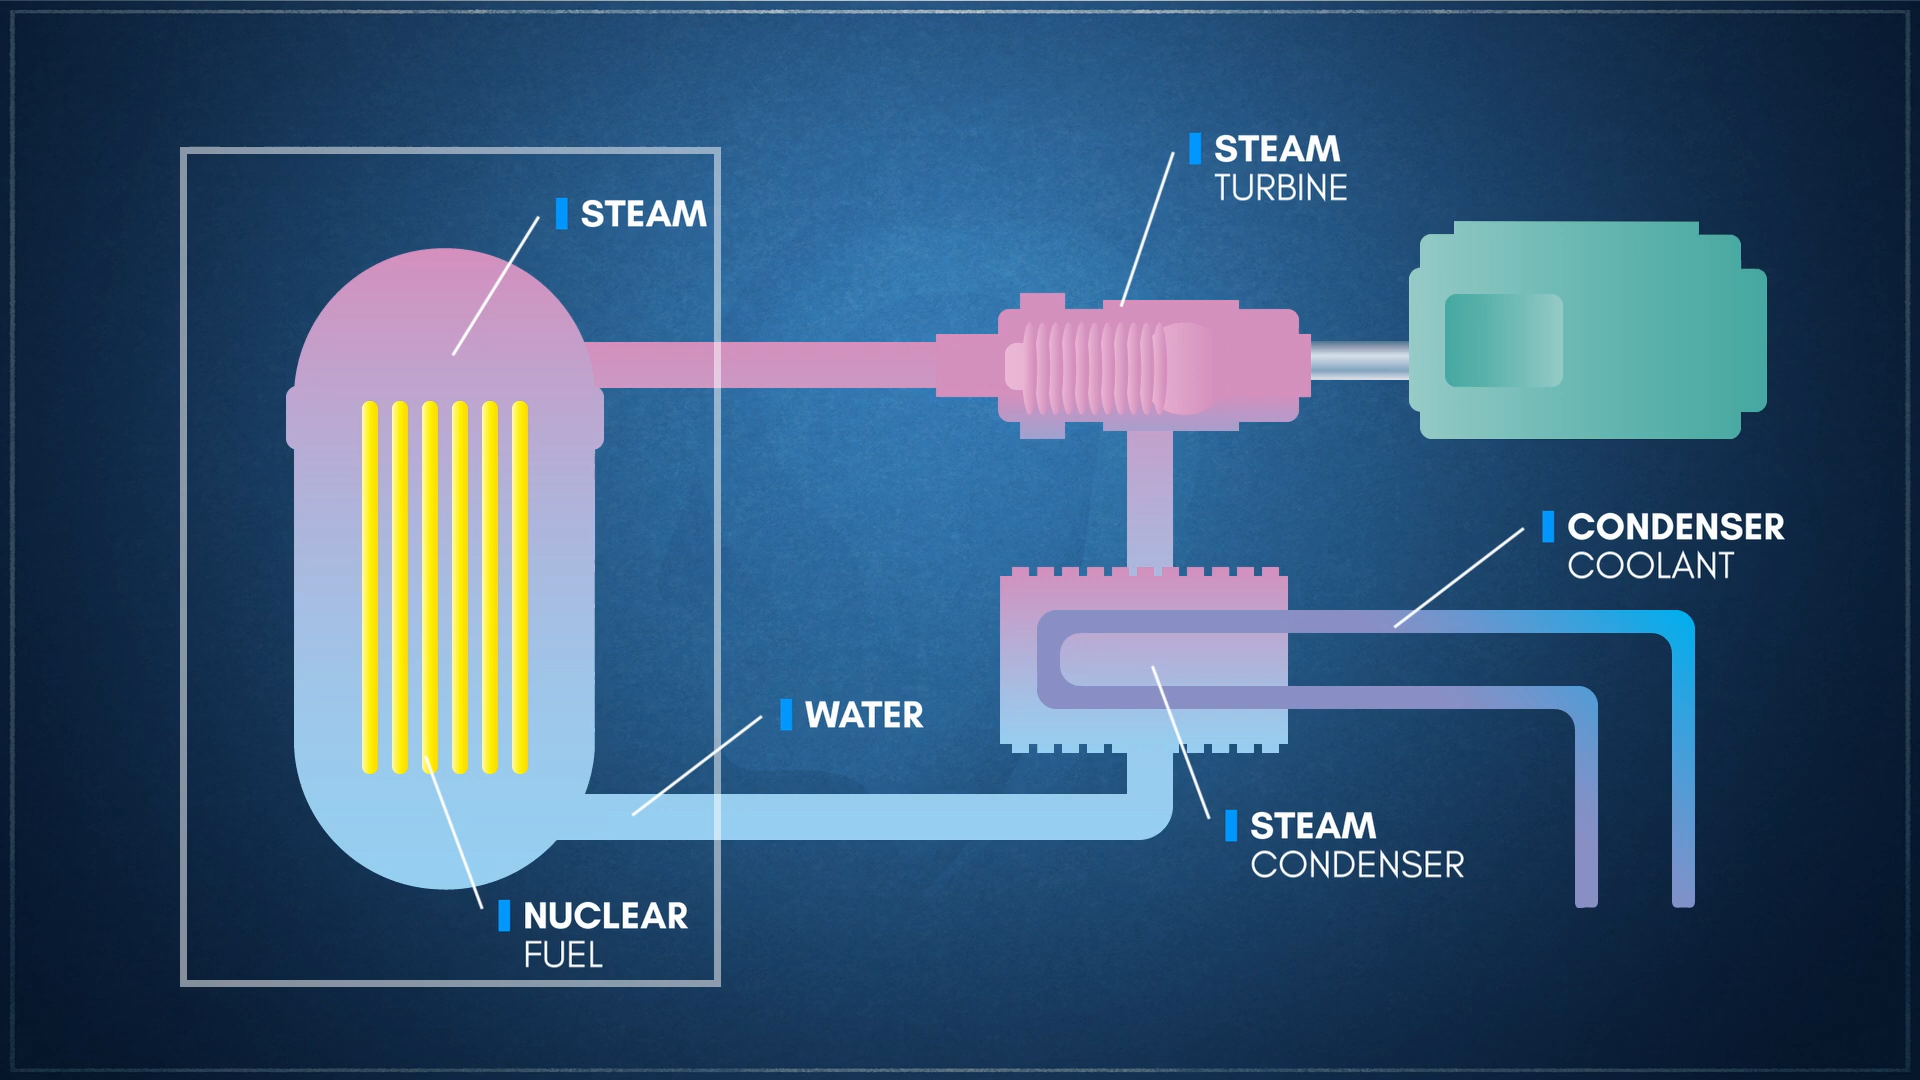 STEAM
STEAM
TURBINE
CONDENSER
COOLANT
WATER
STEAM
CONDENSER
NUCLEAR
FUEL